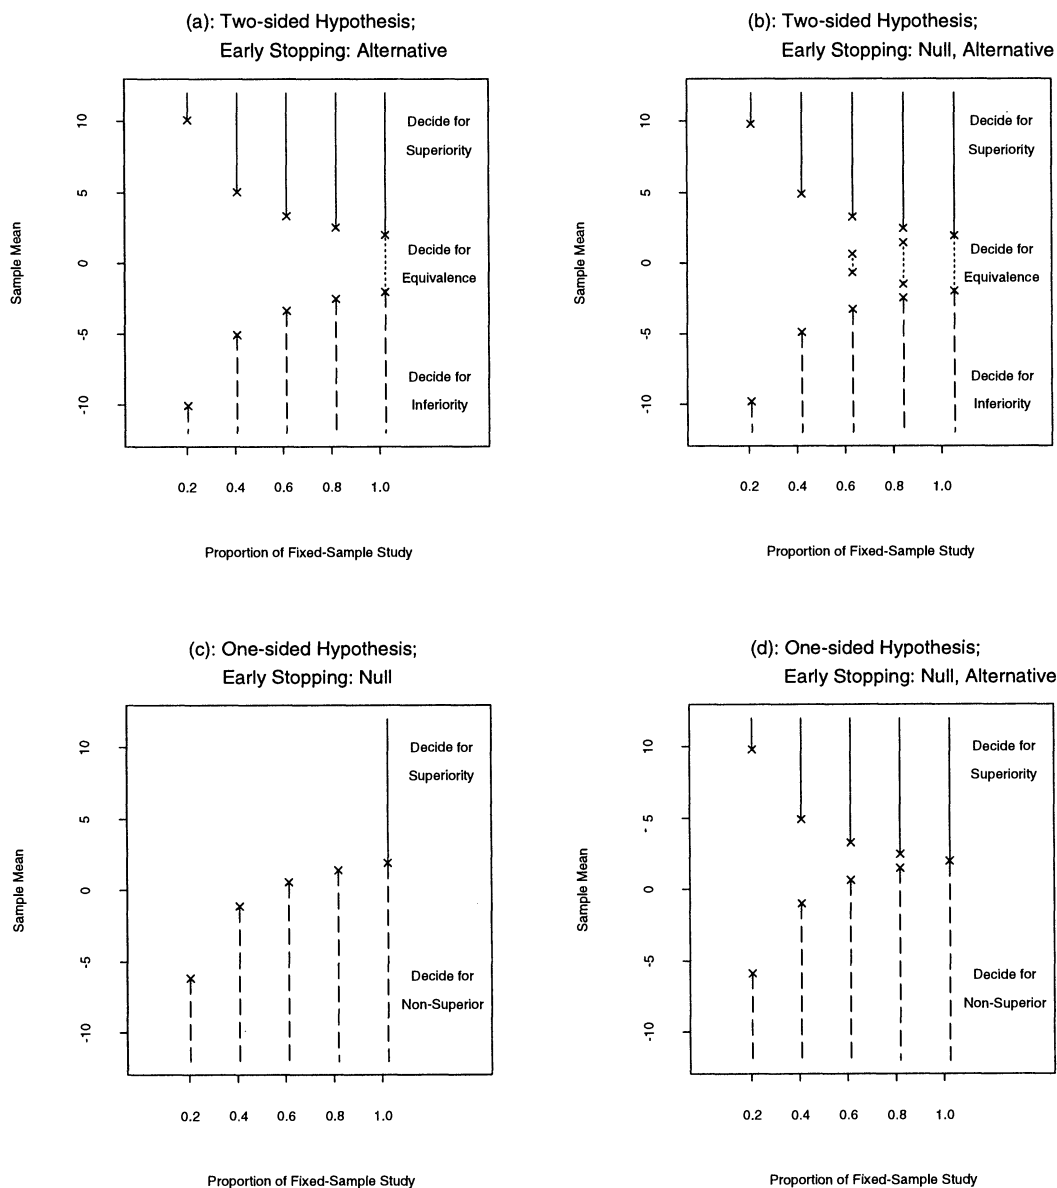 (a): Two-sided Hypothesis;
Early Stopping: Alternative
10
5
0
-5
-10
Sample Mean
Decide for
Superiority
Decide for
Equivalence
Decide for
Inferiority
0.2 0.4 0.6 0.8 1.0
Proportion of Fixed-Sample Study
(b): Two-sided Hypothesis;
Early Stopping: Null, Alternative
10
5
0
-5
-10
Sample Mean
Decide for
Superiority
Decide for
Equivalence
Decide for
Inferiority
0.2 0.4 0.6 0.8 1.0
Proportion of Fixed-Sample Study
(c): One-sided Hypothesis;
Early Stopping: Null
10
5
0
-5
-10
Sample Mean
Decide for
Superiority
Decide for
Non-Superior
0.2 0.4 0.6 0.8 1.0
Proportion of Fixed-Sample Study
(d): One-sided Hypothesis;
Early Stopping: Null, Alternative
10
5
0
-5
-10
Sample Mean
Decide for
Superiority
Decide for
Non-Superior
0.2 0.4 0.6 0.8 1.0
Proportion of Fixed-Sample Study